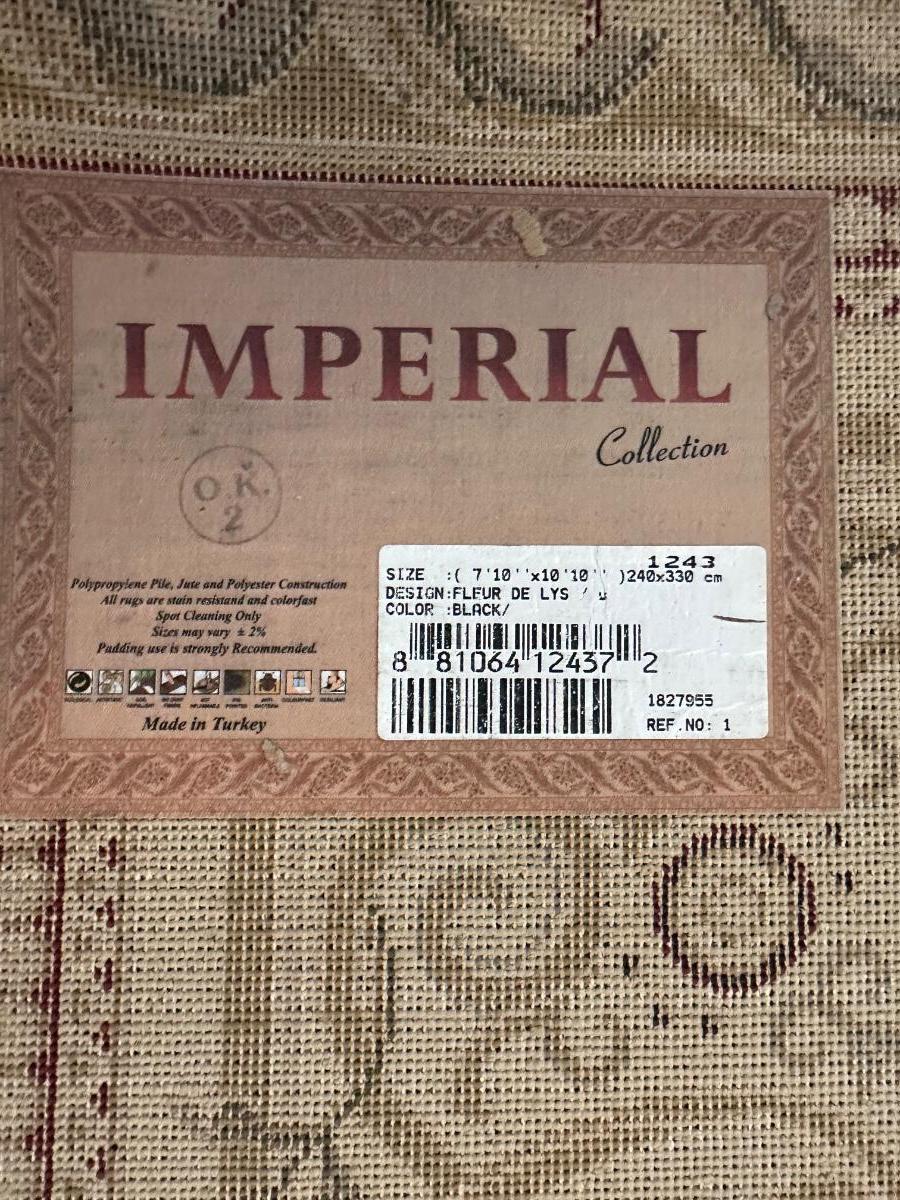 IMPERIAL
Collection
O.K.
2
Polypropylene Pile, Jute and Polyester Construction
All rugs are stain resistand and colorfast
Spot Cleaning Only
Sizes may vary ± 2%
Padding use is strongly Recommended.
Made in Turkey
1243
SIZE :( 7'10''x10'10'' )240x330 cm
DESIGN:FLEUR DE LYS /
COLOR :BLACK/
8 81064 12437 2
1827955
REF.NO: 1